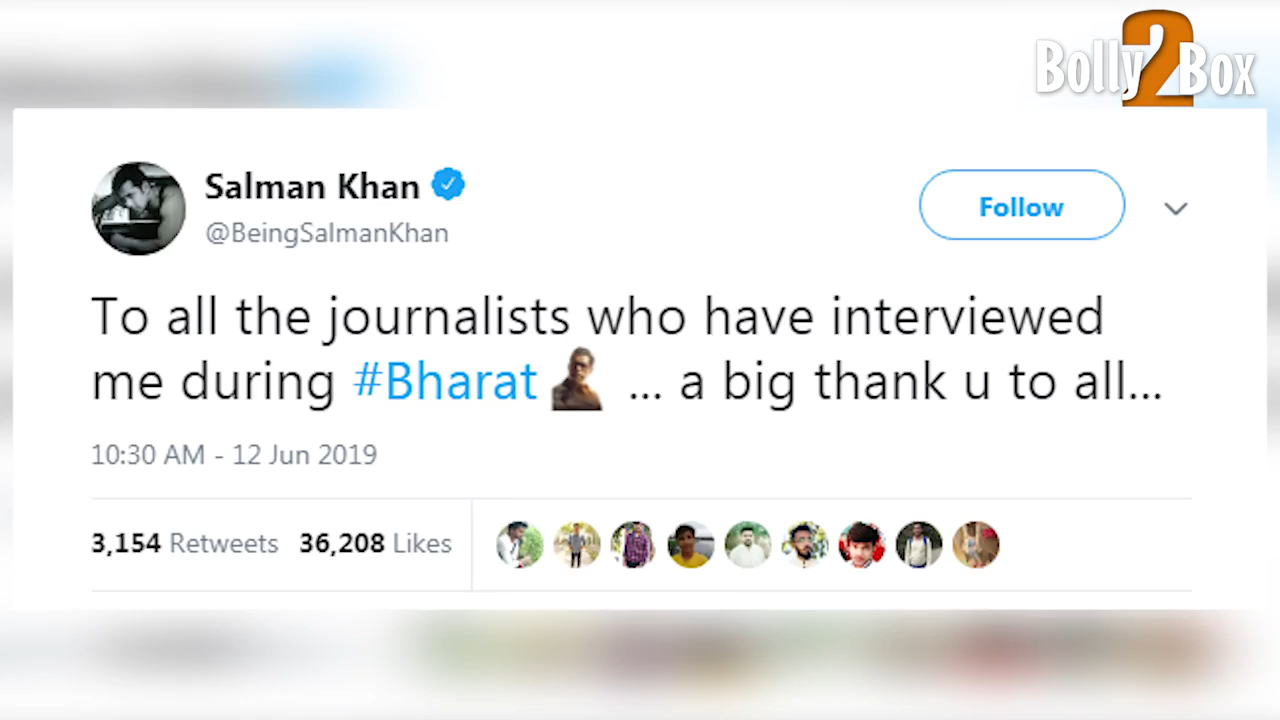 Bolly2Box
Salman Khan
@BeingSalmanKhan
Follow
To all the journalists who have interviewed
me during #Bharat ... a big thank u to all...
10:30 AM - 12 Jun 2019
3,154 Retweets 36,208 Likes